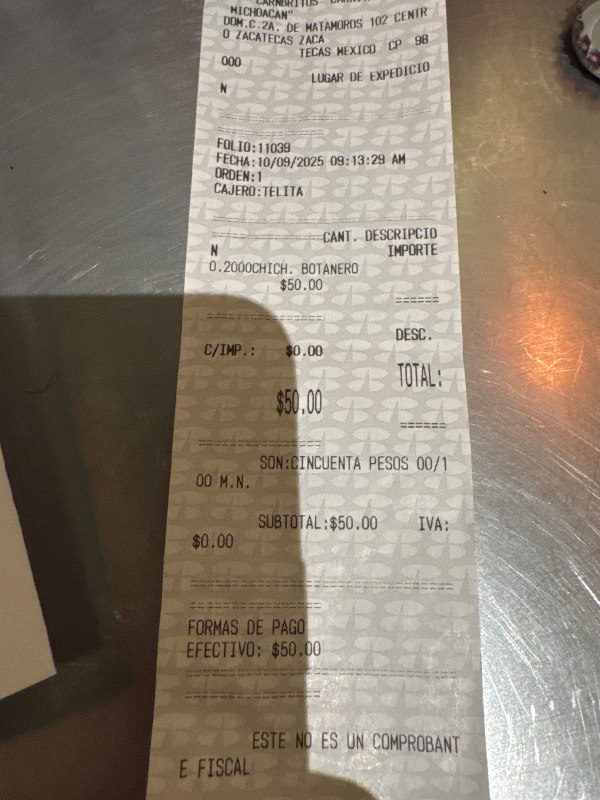 MICHOACAN"
DOM.C.2A. DE MATAMOROS 102 CENTR
O ZACATECAS ZACA
TECAS MEXICO CP 98
000
LUGAR DE EXPEDICIO
N
FOLIO:11039
FECHA:10/09/2025 09:13:29 AM
ORDEN:1
CAJERO:TELITA
CANT. DESCRIPCIO
N IMPORTE
0.2000CHICH. BOTANERO
$50.00
======
DESC.
C/IMP.: $0.00
TOTAL:
$50.00
======
SON:CINCUENTA PESOS 00/1
00 M.N.
SUBTOTAL:$50.00 IVA:
$0.00
FORMAS DE PAGO
EFECTIVO: $50.00
ESTE NO ES UN COMPROBANT
E FISCAL